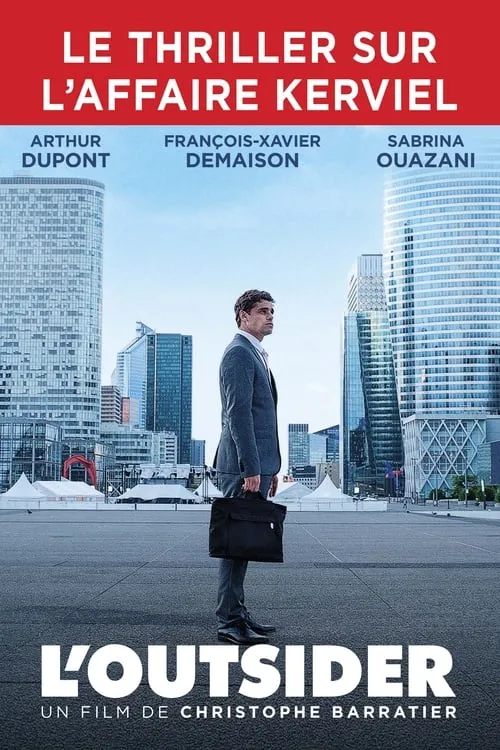 LE THRILLER SUR
L'AFFAIRE KERVIEL
ARTHUR
DUPONT
FRANÇOIS-XAVIER
DEMAISON
SABRINA
OUAZANI
L'OUTSIDER
UN FILM DE CHRISTOPHE BARRATIER